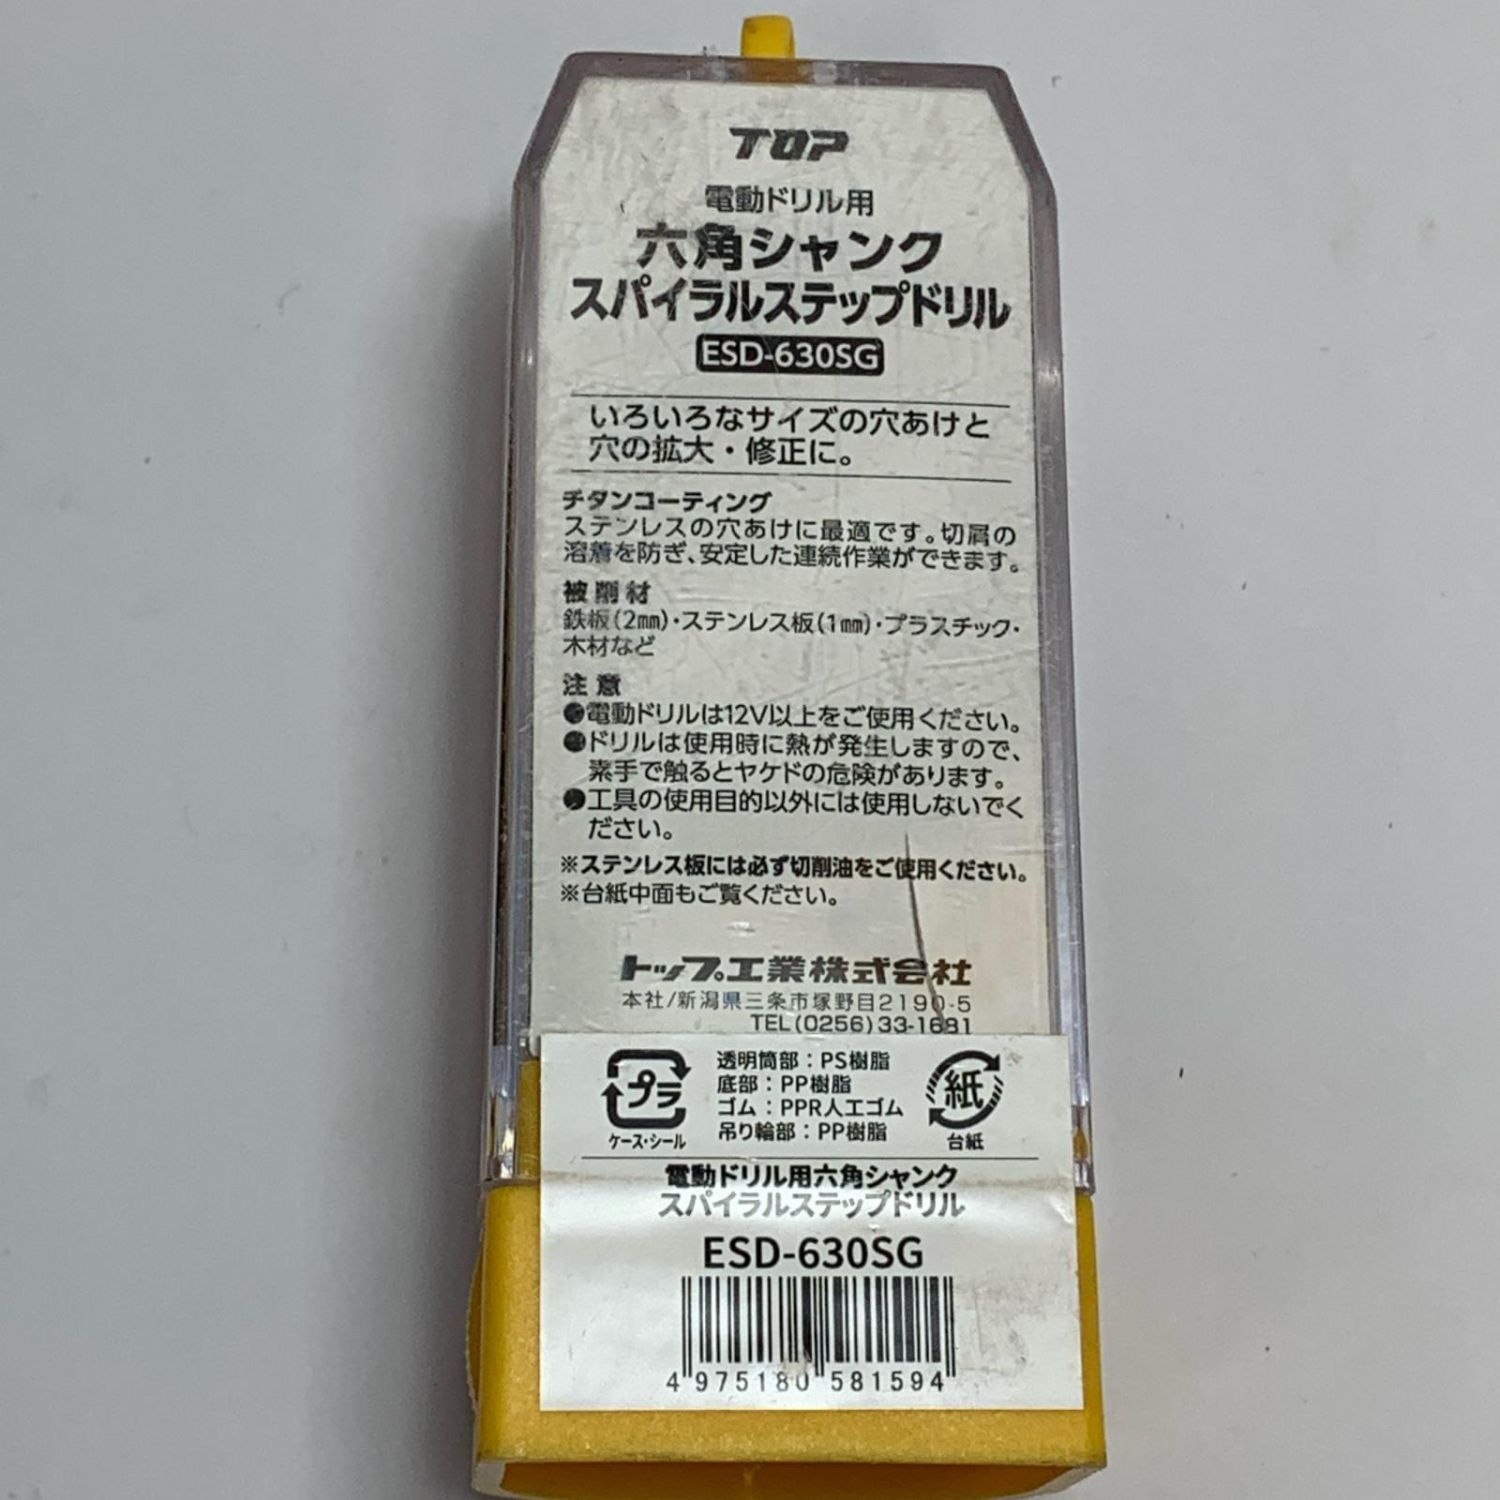 TOP
電動ドリル用
六角シャンク
スパイラルステップドリル
ESD-630SG
いろいろなサイズの穴あけと
穴の拡大・修正に。
チタンコーティング
ステンレスの穴あけに最適です。切屑の
溶着を防ぎ、安定した連続作業ができます。
被削材
鉄板(2㎜)・ステンレス板(1㎜)・プラスチック・
木材など
注意
●電動ドリルは12V以上をご使用ください。
●ドリルは使用時に熱が発生しますので、
素手で触るとヤケドの危険があります。
●工具の使用目的以外には使用しないでく
ださい。
※ステンレス板には必ず切削油をご使用ください。
※台紙中面もご覧ください。
トップ工業株式会社
本社/新潟県三条市塚野目2190-5
TEL(0256)33-1681
プラ
ケース・シール
透明筒部：PS樹脂
底部：PP樹脂
ゴム：PPR人工ゴム
吊り輪部：PP樹脂
紙
台紙
電動ドリル用六角シャンク
スパイラルステップドリル
ESD-630SG
4 975180 581594